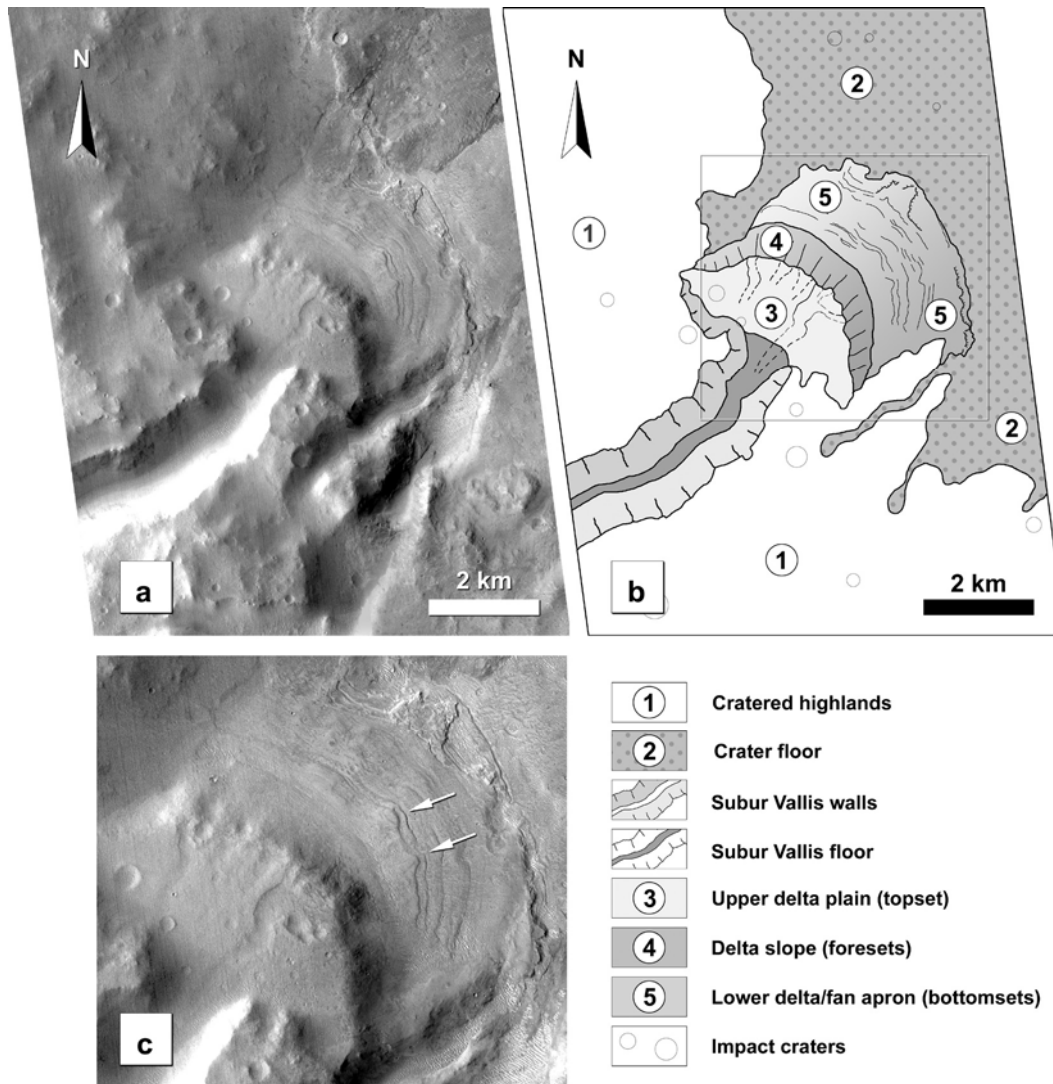 N
a
2 km
N
2
5
1
4
3
5
2
1
b
2 km
c
1 Cratered highlands
2 Crater floor
Subur Vallis walls
Subur Vallis floor
3 Upper delta plain (topset)
4 Delta slope (foresets)
5 Lower delta/fan apron (bottomsets)
Impact craters